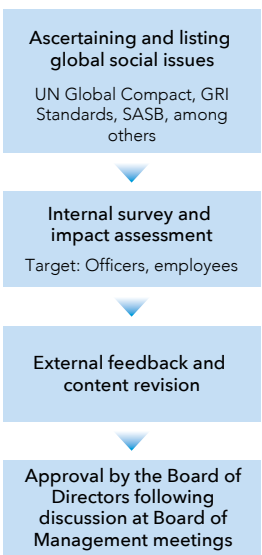 Ascertaining and listing
global social issues
UN Global Compact, GRI
Standards, SASB, among
others
Internal survey and
impact assessment
Target: Officers, employees
External feedback and
content revision
Approval by the Board of
Directors following
discussion at Board of
Management meetings